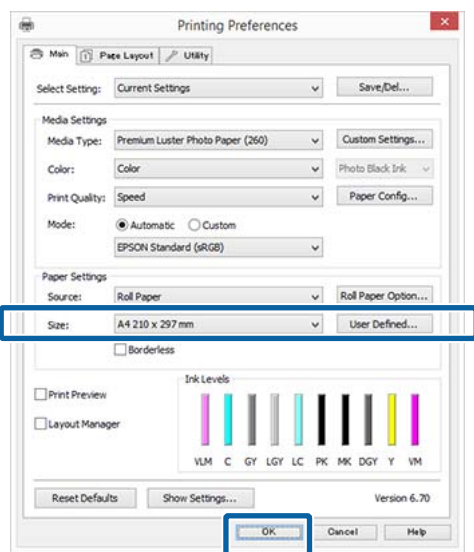 Printing Preferences
Main Page Layout Utility
Select Setting: Current Settings Save/Del...
Media Settings
Media Type: Premium Luster Photo Paper (260) Custom Settings...
Color: Color Photo Black Ink
Print Quality: Speed Paper Config...
Mode: Automatic Custom
EPSON Standard (sRGB)
Paper Settings
Source: Roll Paper Roll Paper Option...
Size: A4 210 x 297 mm User Defined...
Borderless
Ink Levels
Print Preview
Layout Manager
VLM C GY LGY LC PK MK DGY Y VM
Reset Defaults Show Settings... Version 6.70
OK Cancel Help